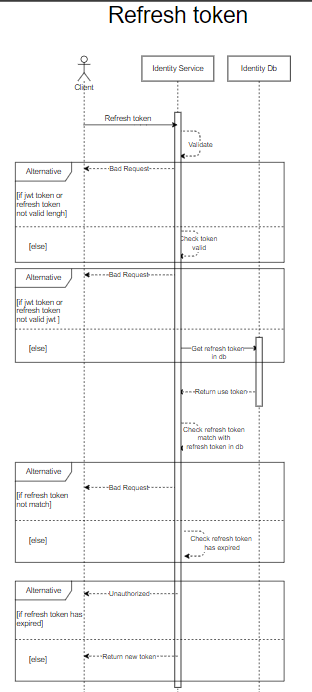 Refresh token
Identity Service
Identity Db
Client
Refresh token
Validate
Alternative
Bad Request
[if jwt token or
refresh token
not valid lengh]
[else]
Check token
valid
Alternative
Bad Request
[if jwt token or
refresh token
not valid jwt ]
[else]
Get refresh token
in db
Return use token
Check refresh token
match with
refresh token in db
Alternative
Bad Request
[if refresh token
not match]
[else]
Check refresh token
has expired
Alternative
Unauthorized
[if refresh token has
expired]
[else]
Return new token